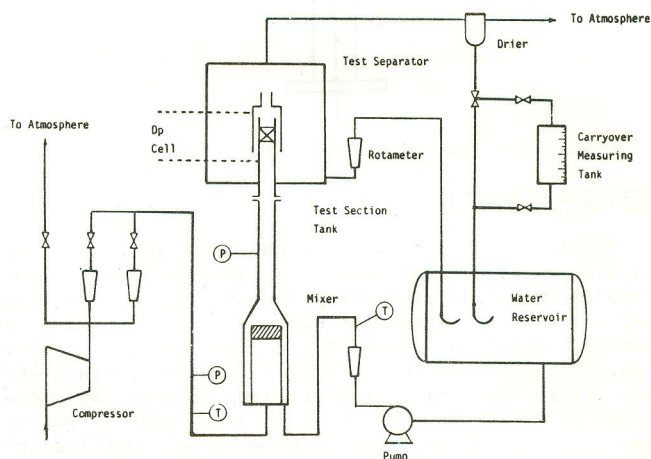 To Atmosphere
Drier
Test Separator
To Atmosphere
Dp
Cell
Rotameter
Carryover
Measuring
Tank
Test Section
Tank
P
Mixer
T
Water
Reservoir
P
T
Compressor
Pump